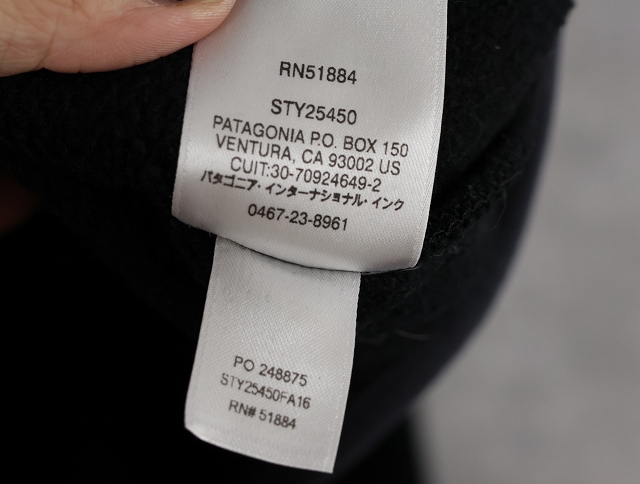 RN51884
STY25450
PATAGONIA P.O. BOX 150
VENTURA, CA 93002 US
CUIT:30-70924649-2
パタゴニア・インターナショナル・インク
0467-23-8961
PO 248875
STY25450FA16
RN# 51884